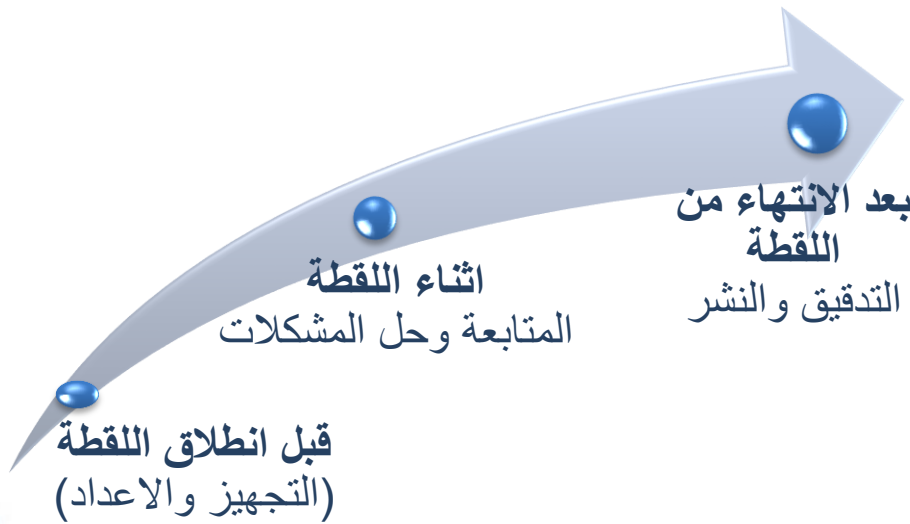 قبل انطلاق اللقطة
(التجهيز والاعداد)
اثناء اللقطة
المتابعة وحل المشكلات
بعد الانتهاء من
اللقطة
التدقيق والنشر